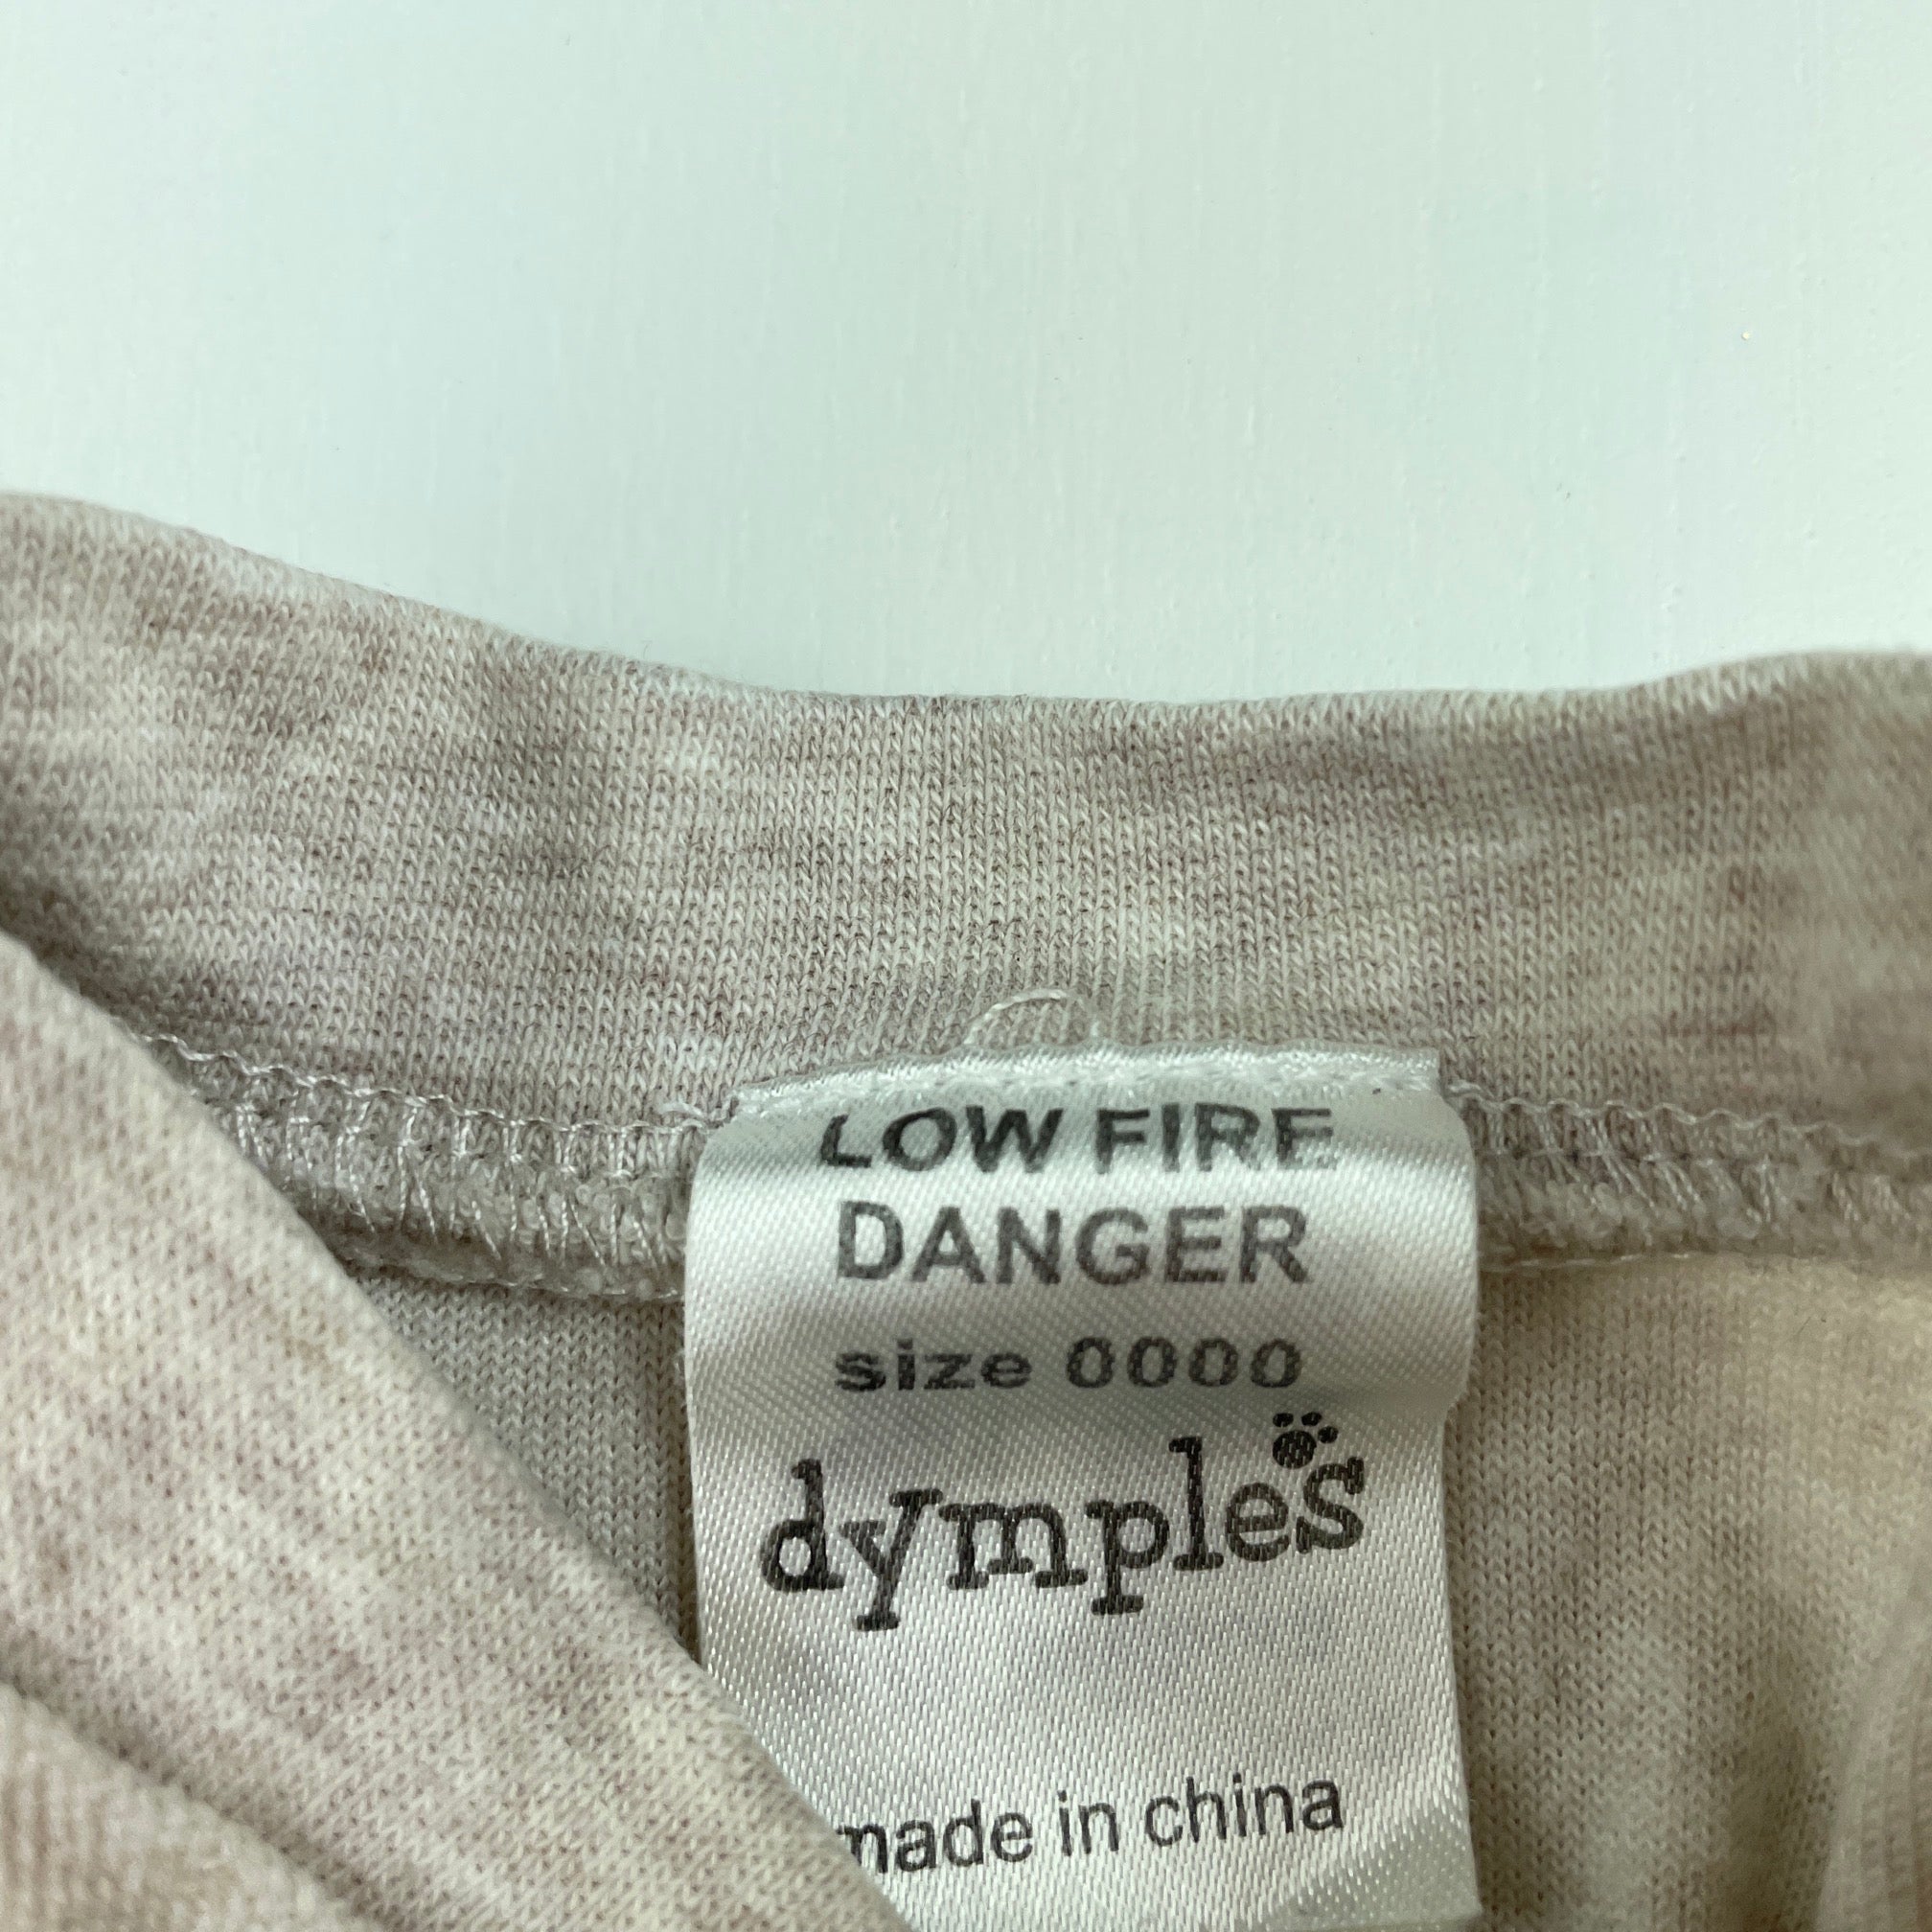 LOW FIRE
DANGER
size 0000
dymples
made in china